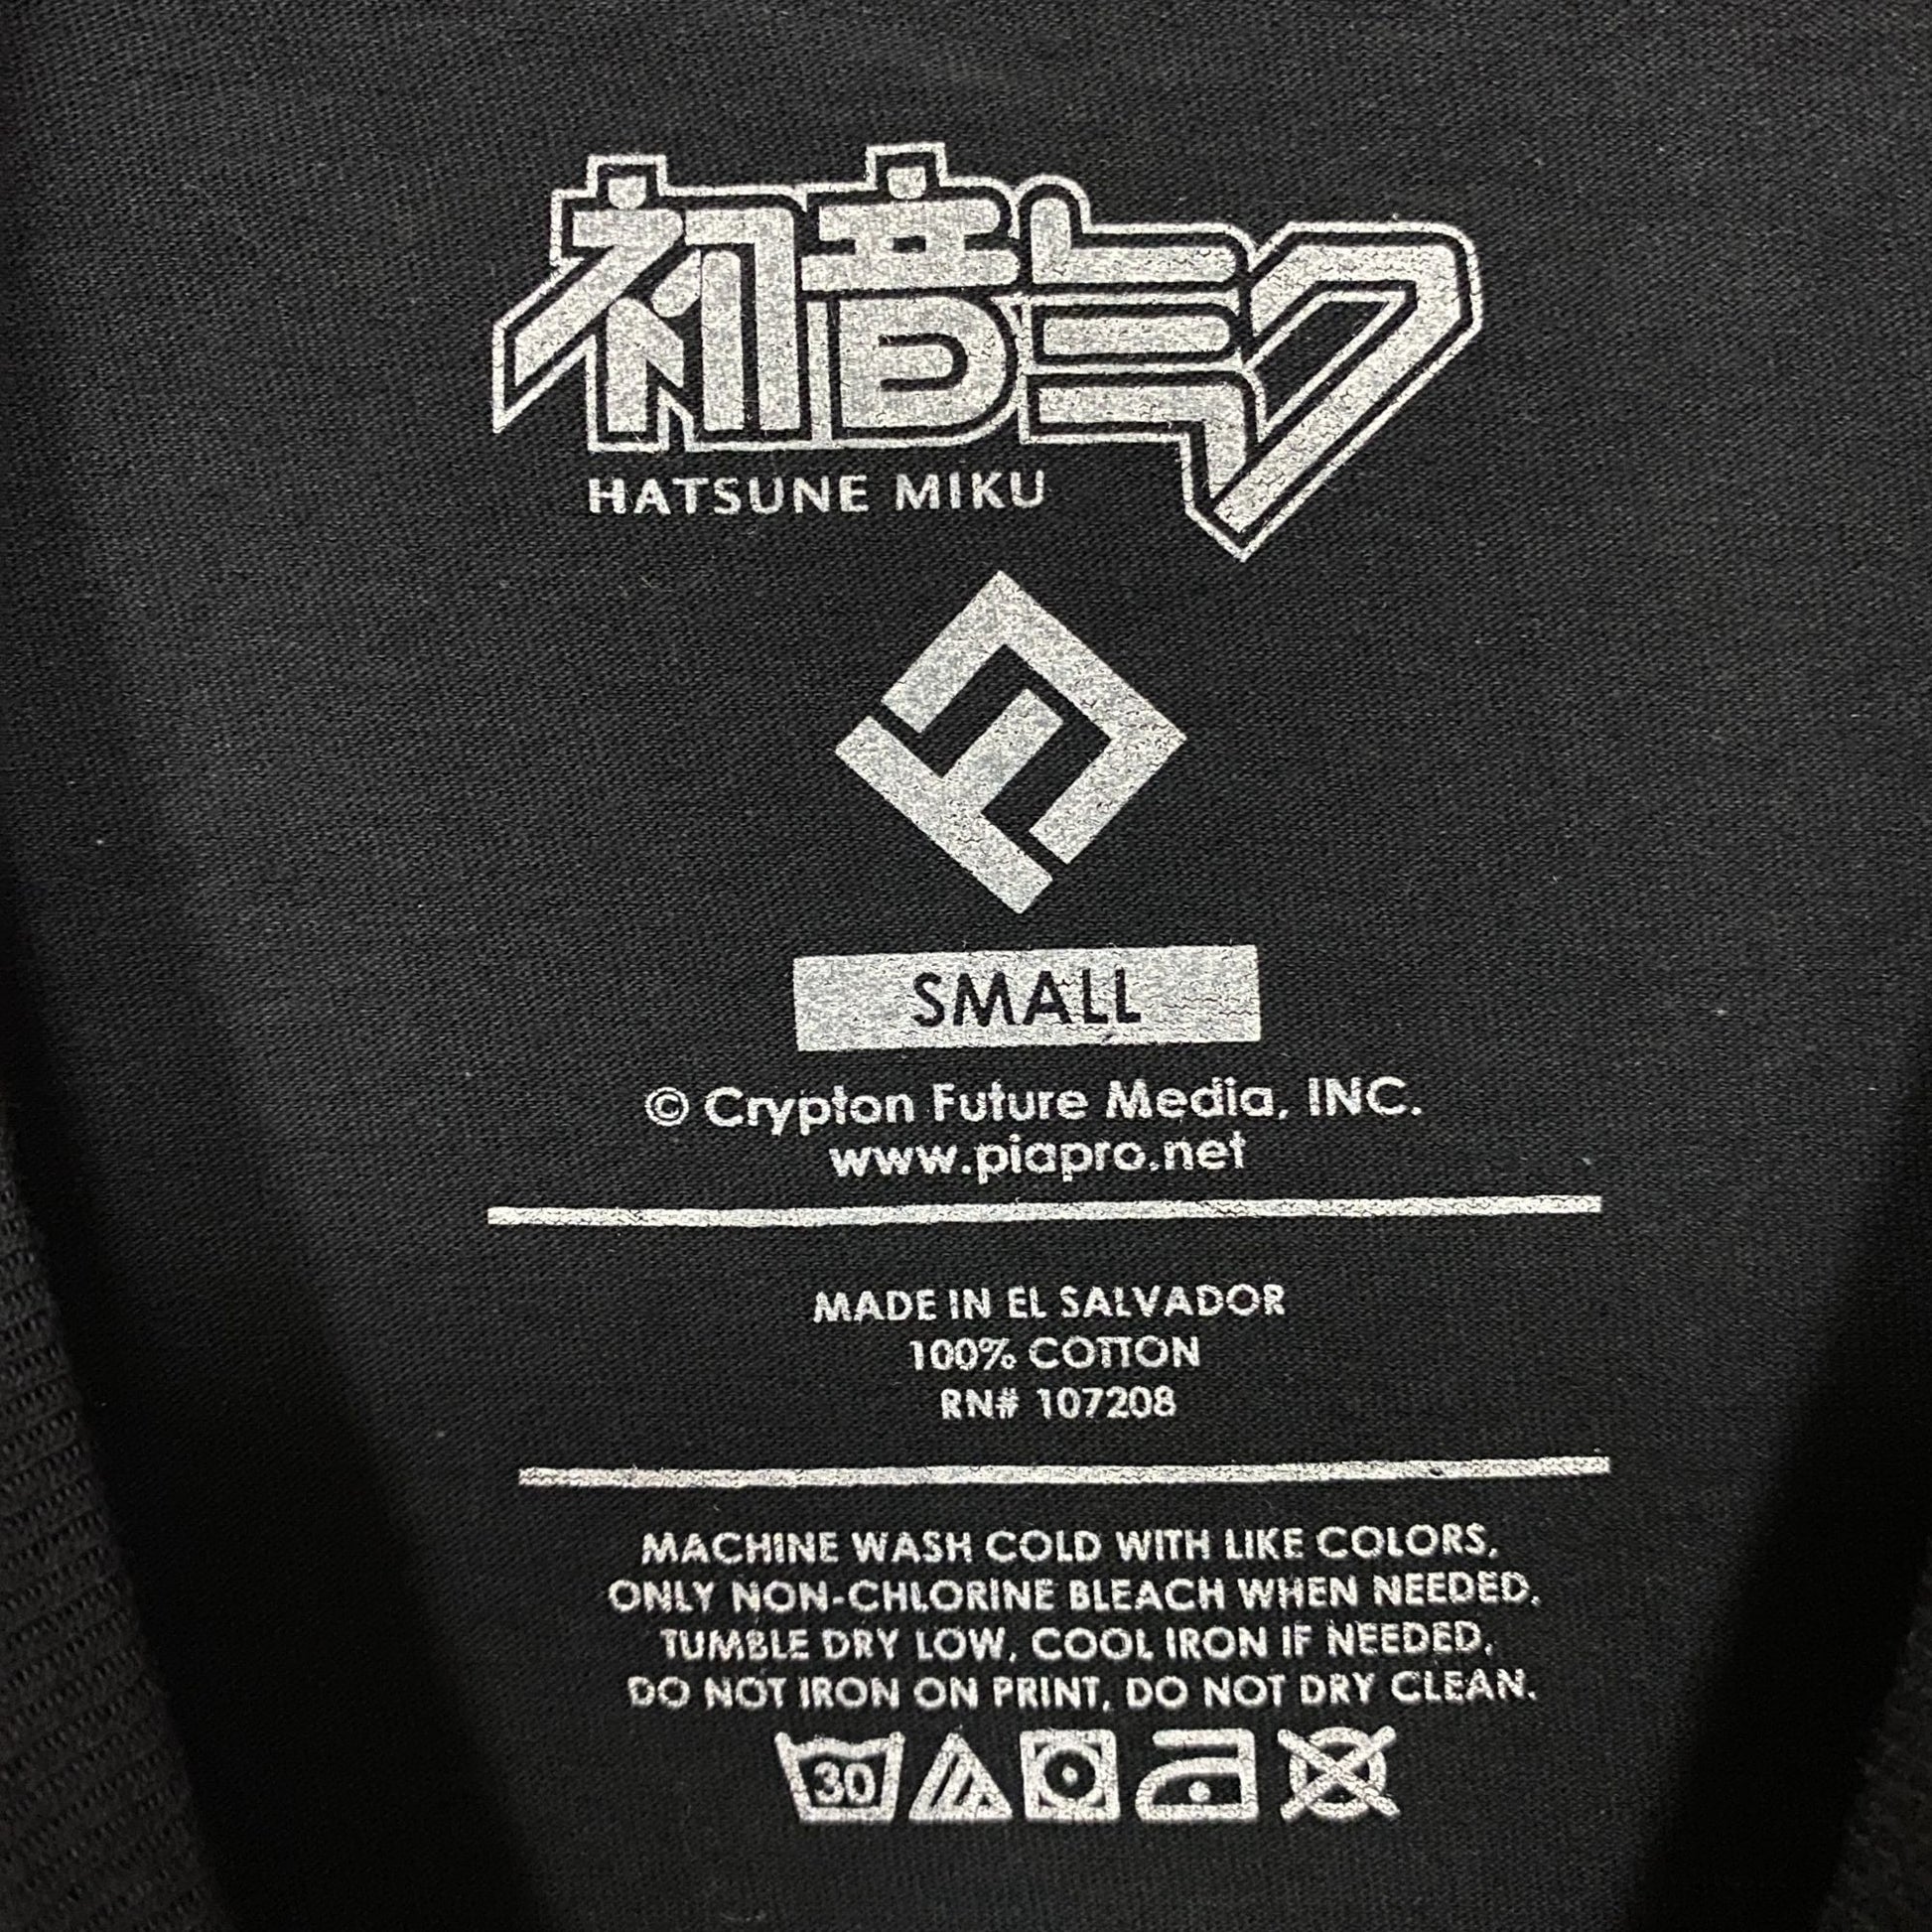 初音ミク
HATSUNE MIKU
SMALL
© Crypton Future Media, INC.
www.piapro.net
MADE IN EL SALVADOR
100% COTTON
RN# 107208
MACHINE WASH COLD WITH LIKE COLORS,
ONLY NON-CHLORINE BLEACH WHEN NEEDED,
TUMBLE DRY LOW, COOL IRON IF NEEDED,
DO NOT IRON ON PRINT, DO NOT DRY CLEAN.
30